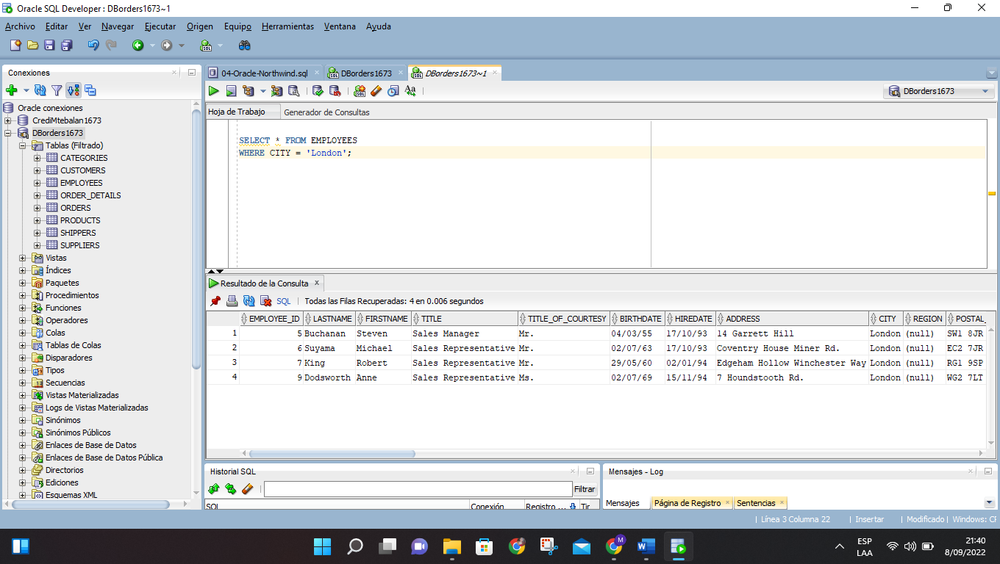 Oracle SQL Developer : DBorders1673~1
Archivo Editar Ver Navegar Ejecutar Origen Equipo Herramientas Ventana Ayuda
Conexiones
Oracle conexiones
CrediMtebalan1673
DBorders1673
Tablas (Filtrado)
CATEGORIES
CUSTOMERS
EMPLOYEES
ORDER_DETAILS
ORDERS
PRODUCTS
SHIPPERS
SUPPLIERS
Vistas
Índices
Paquetes
Procedimientos
Funciones
Operadores
Colas
Tablas de Colas
Disparadores
Tipos
Secuencias
Vistas Materializadas
Logs de Vistas Materializadas
Sinónimos
Sinónimos Públicos
Enlaces de Base de Datos
Enlaces de Base de Datos Pública
Directorios
Ediciones
Esquemas XML
04-Oracle-Northwind.sql DBorders1673 DBorders1673~1
DBorders1673
Hoja de Trabajo Generador de Consultas
SELECT * FROM EMPLOYEES
WHERE CITY = 'London';
Resultado de la Consulta
SQL | Todas las Filas Recuperadas: 4 en 0.006 segundos
EMPLOYEE_ID LASTNAME FIRSTNAME TITLE TITLE_OF_COURTESY BIRTHDATE HIREDATE ADDRESS CITY REGION POSTAL_
1 5 Buchanan Steven Sales Manager Mr. 04/03/55 17/10/93 14 Garrett Hill London (null) SW1 8JR
2 6 Suyama Michael Sales Representative Mr. 02/07/63 17/10/93 Coventry House Miner Rd. London (null) EC2 7JR
3 7 King Robert Sales Representative Mr. 29/05/60 02/01/94 Edgeham Hollow Winchester Way London (null) RG1 9SP
4 9 Dodsworth Anne Sales Representative Ms. 02/07/69 15/11/94 7 Houndstooth Rd. London (null) WG2 7LT
Historial SQL
Filtrar
SQL Conexión Registro ... Tir
Mensajes - Log
Mensajes Página de Registro Sentencias
| Línea 3 Columna 22 | Insertar | Modificado | Windows: CF
ESP
LAA
21:40
8/09/2022